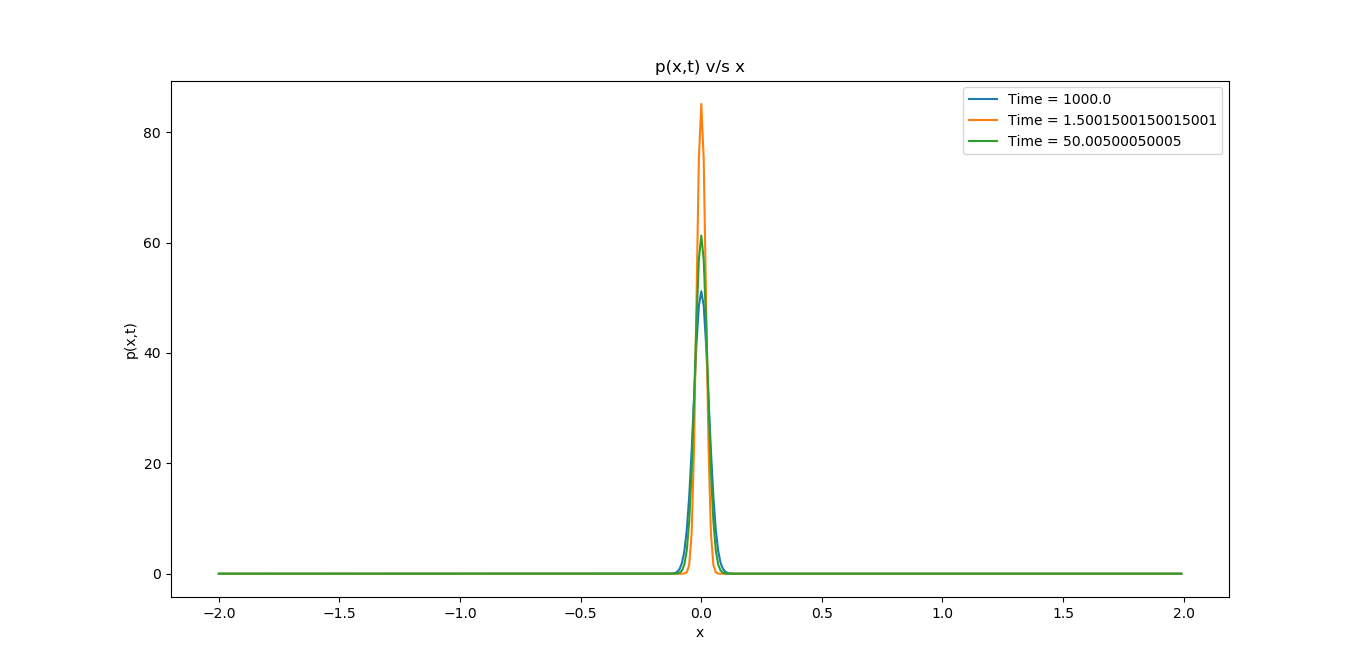 p(x,t) v/s x
Time = 1000.0
Time = 1.5001500150015001
Time = 50.00500050005
80
60
40
20
0
p(x,t)
−2.0 −1.5 −1.0 −0.5 0.0 0.5 1.0 1.5 2.0
x